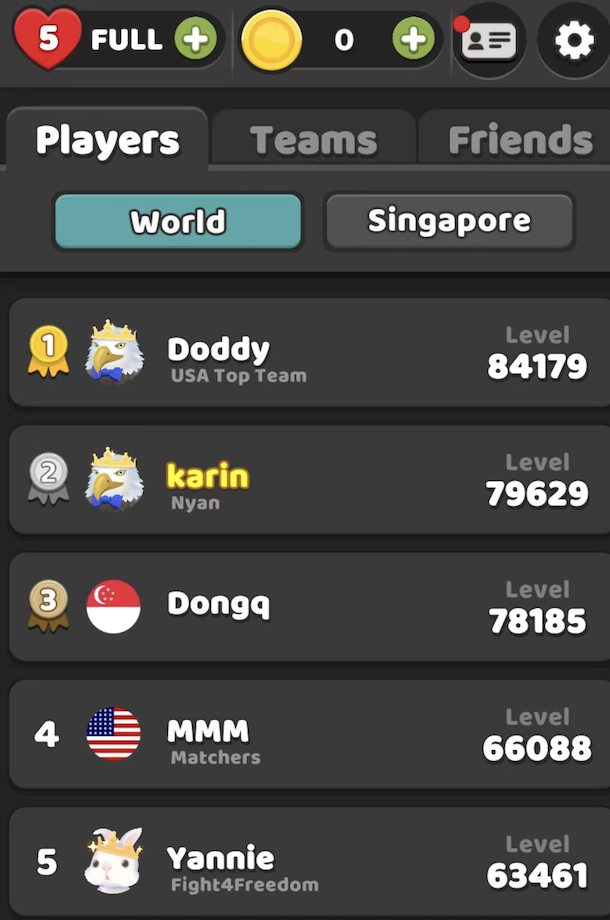 5 FULL 0
Players Teams Friends
World Singapore
1 Doddy Level
USA Top Team 84179
2 karin Level
Nyan 79629
3 Dongq Level
78185
4 MMM Level
Matchers 66088
5 Yannie Level
Fight4Freedom 63461